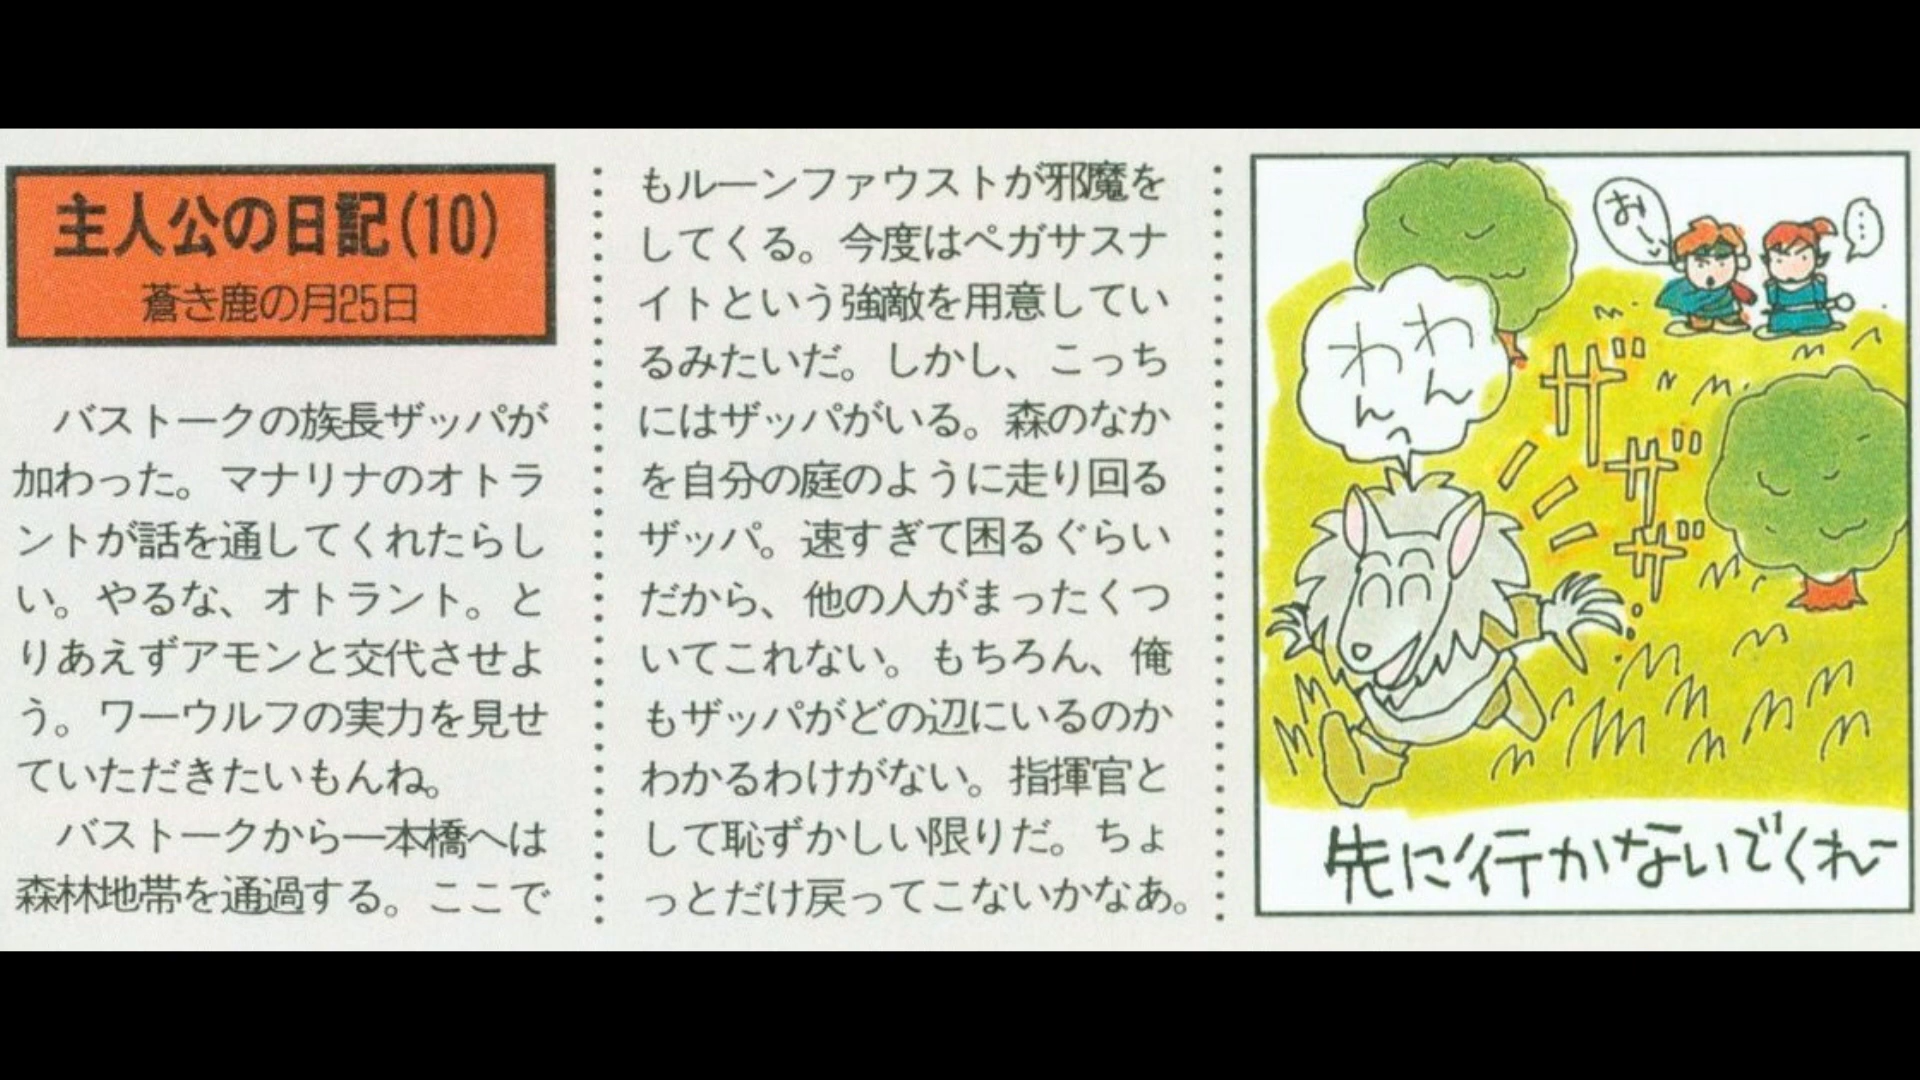 主人公の日記(10)
蒼き鹿の月25日
バストークの族長ザッパが
加わった。マナリナのオトラ
ントが話を通してくれたらし
い。やるな、オトラント。と
りあえずアモンと交代させよ
う。ワーウルフの実力を見せ
ていただきたいもんね。
バストークから一本橋へは
森林地帯を通過する。ここで
もルーンファウストが邪魔を
してくる。今度はペガサスナ
イトという強敵を用意してい
るみたいだ。しかし、こっち
にはザッパがいる。森のなか
を自分の庭のように走り回る
ザッパ。速すぎて困るぐらい
だから、他の人がまったくつ
いてこれない。もちろん、俺
もザッパがどの辺にいるのか
わかるわけがない。指揮官と
して恥ずかしい限りだ。ちょ
っとだけ戻ってこないかなあ。
おーい
…
わん
わんっ
ザ
ザ
ザ
先に行かないでくれ〜